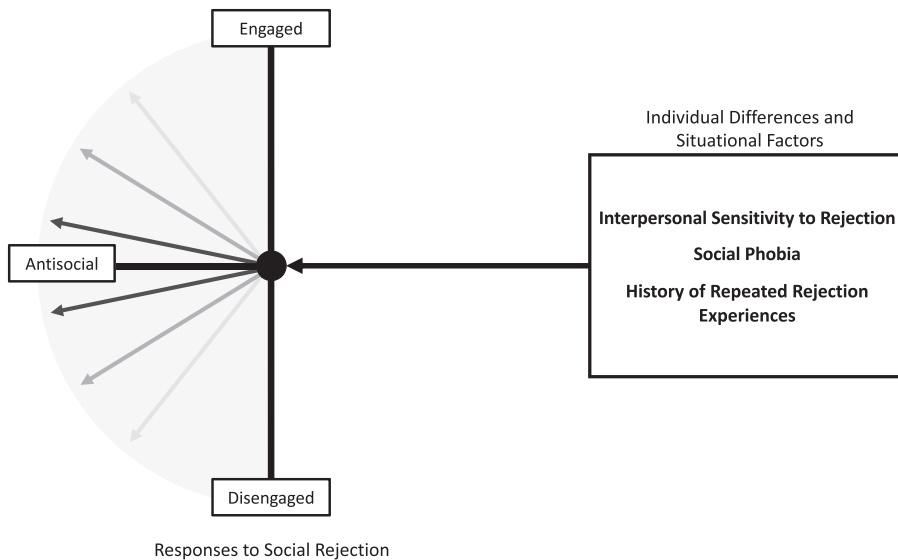 Engaged
Individual Differences and
Situational Factors
Interpersonal Sensitivity to Rejection
Social Phobia
History of Repeated Rejection
Experiences
Antisocial
Disengaged
Responses to Social Rejection